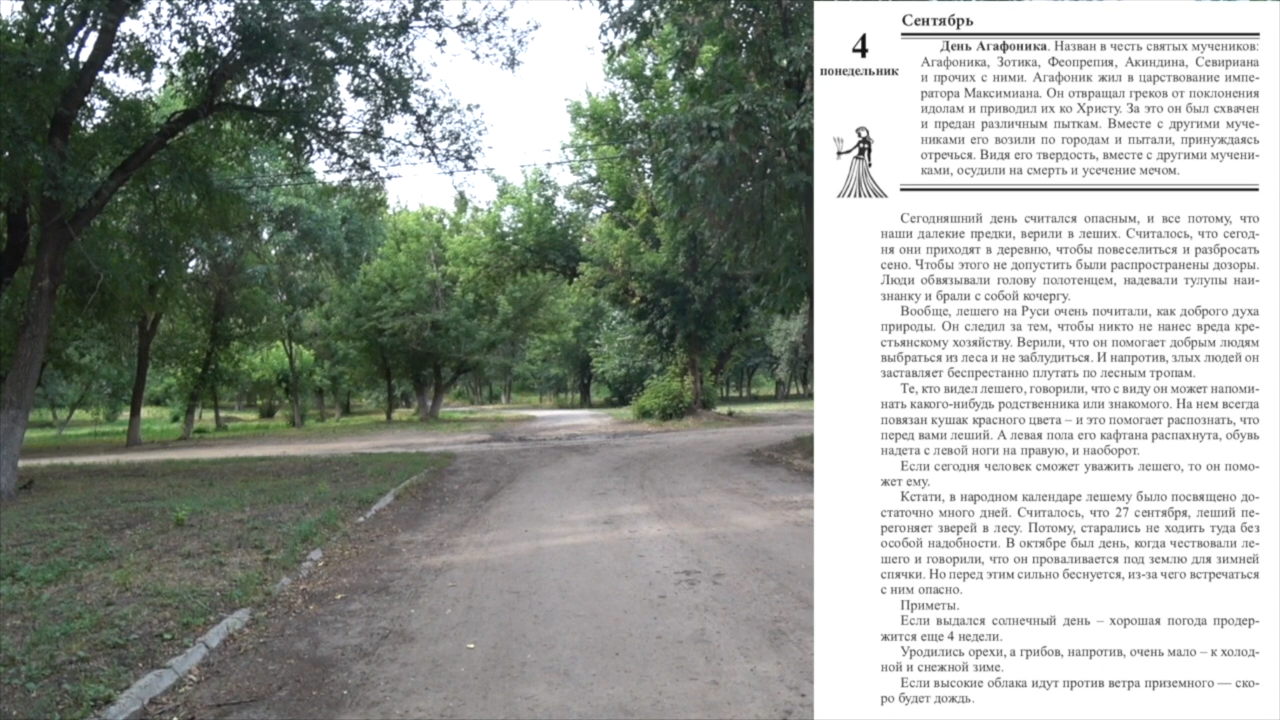 Сентябрь
4
понедельник
День Агафоника. Назван в честь святых мучеников:
Агафоника, Зотика, Феопрепия, Акиндина, Севириана
и прочих с ними. Агафоник жил в царствование импе-
ратора Максимиана. Он отвращал греков от поклонения
идолам и приводил их ко Христу. За это он был схвачен
и предан различным пыткам. Вместе с другими муче-
никами его возили по городам и пытали, принуждаясь
отречься. Видя его твердость, вместе с другими мучени-
ками, осудили на смерть и усечение мечом.
Сегодняшний день считался опасным, и все потому, что
наши далекие предки, верили в леших. Считалось, что сегод-
ня они приходят в деревню, чтобы повеселиться и разбросать
сено. Чтобы этого не допустить были распространены дозоры.
Люди обвязывали голову полотенцем, надевали тулупы наи-
знанку и брали с собой кочергу.
Вообще, лешего на Руси очень почитали, как доброго духа
природы. Он следил за тем, чтобы никто не нанес вреда кре-
стьянскому хозяйству. Верили, что он помогает добрым людям
выбраться из леса и не заблудиться. И напротив, злых людей он
заставляет беспрестанно плутать по лесным тропам.
Те, кто видел лешего, говорили, что с виду он может напоми-
нать какого-нибудь родственника или знакомого. На нем всегда
повязан кушак красного цвета – и это помогает распознать, что
перед вами леший. А левая пола его кафтана распахнута, обувь
надета с левой ноги на правую, и наоборот.
Если сегодня человек сможет уважить лешего, то он помо-
жет ему.
Кстати, в народном календаре лешему было посвящено до-
статочно много дней. Считалось, что 27 сентября, леший пе-
регоняет зверей в лесу. Потому, старались не ходить туда без
особой надобности. В октябре был день, когда чествовали ле-
шего и говорили, что он проваливается под землю для зимней
спячки. Но перед этим сильно беснуется, из-за чего встречаться
с ним опасно.
Приметы.
Если выдался солнечный день – хорошая погода продер-
жится еще 4 недели.
Уродились орехи, а грибов, напротив, очень мало – к холод-
ной и снежной зиме.
Если высокие облака идут против ветра приземного — ско-
ро будет дождь.